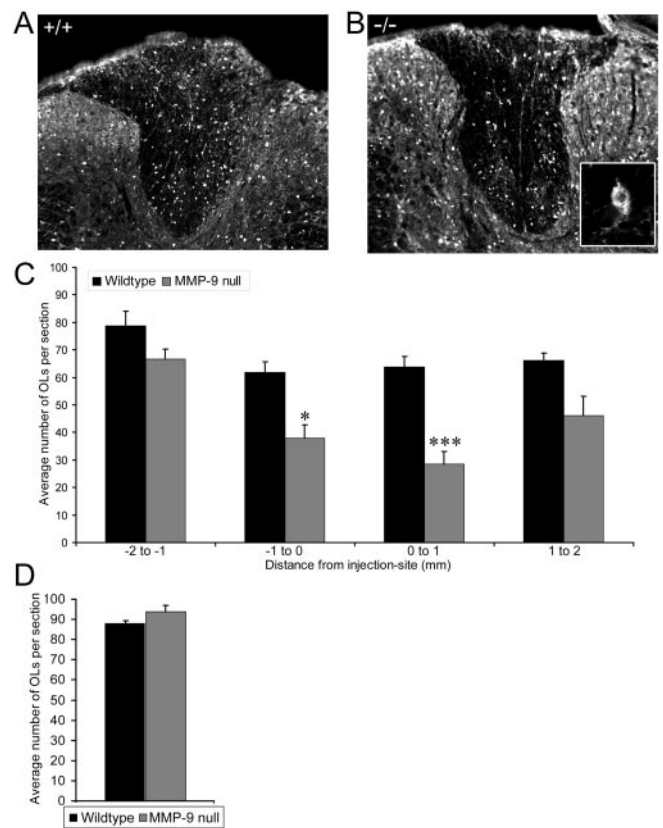 A
+/+
B
-/-
C
Wildtype MMP-9 null
Average number of OLs per section
100
90
80
70
60
50
40
30
20
10
0
*
***
-2 to -1
-1 to 0
0 to 1
1 to 2
Distance from injection-site (mm)
D
Average number of OLs per section
100
90
80
70
60
50
40
30
20
10
0
Wildtype MMP-9 null